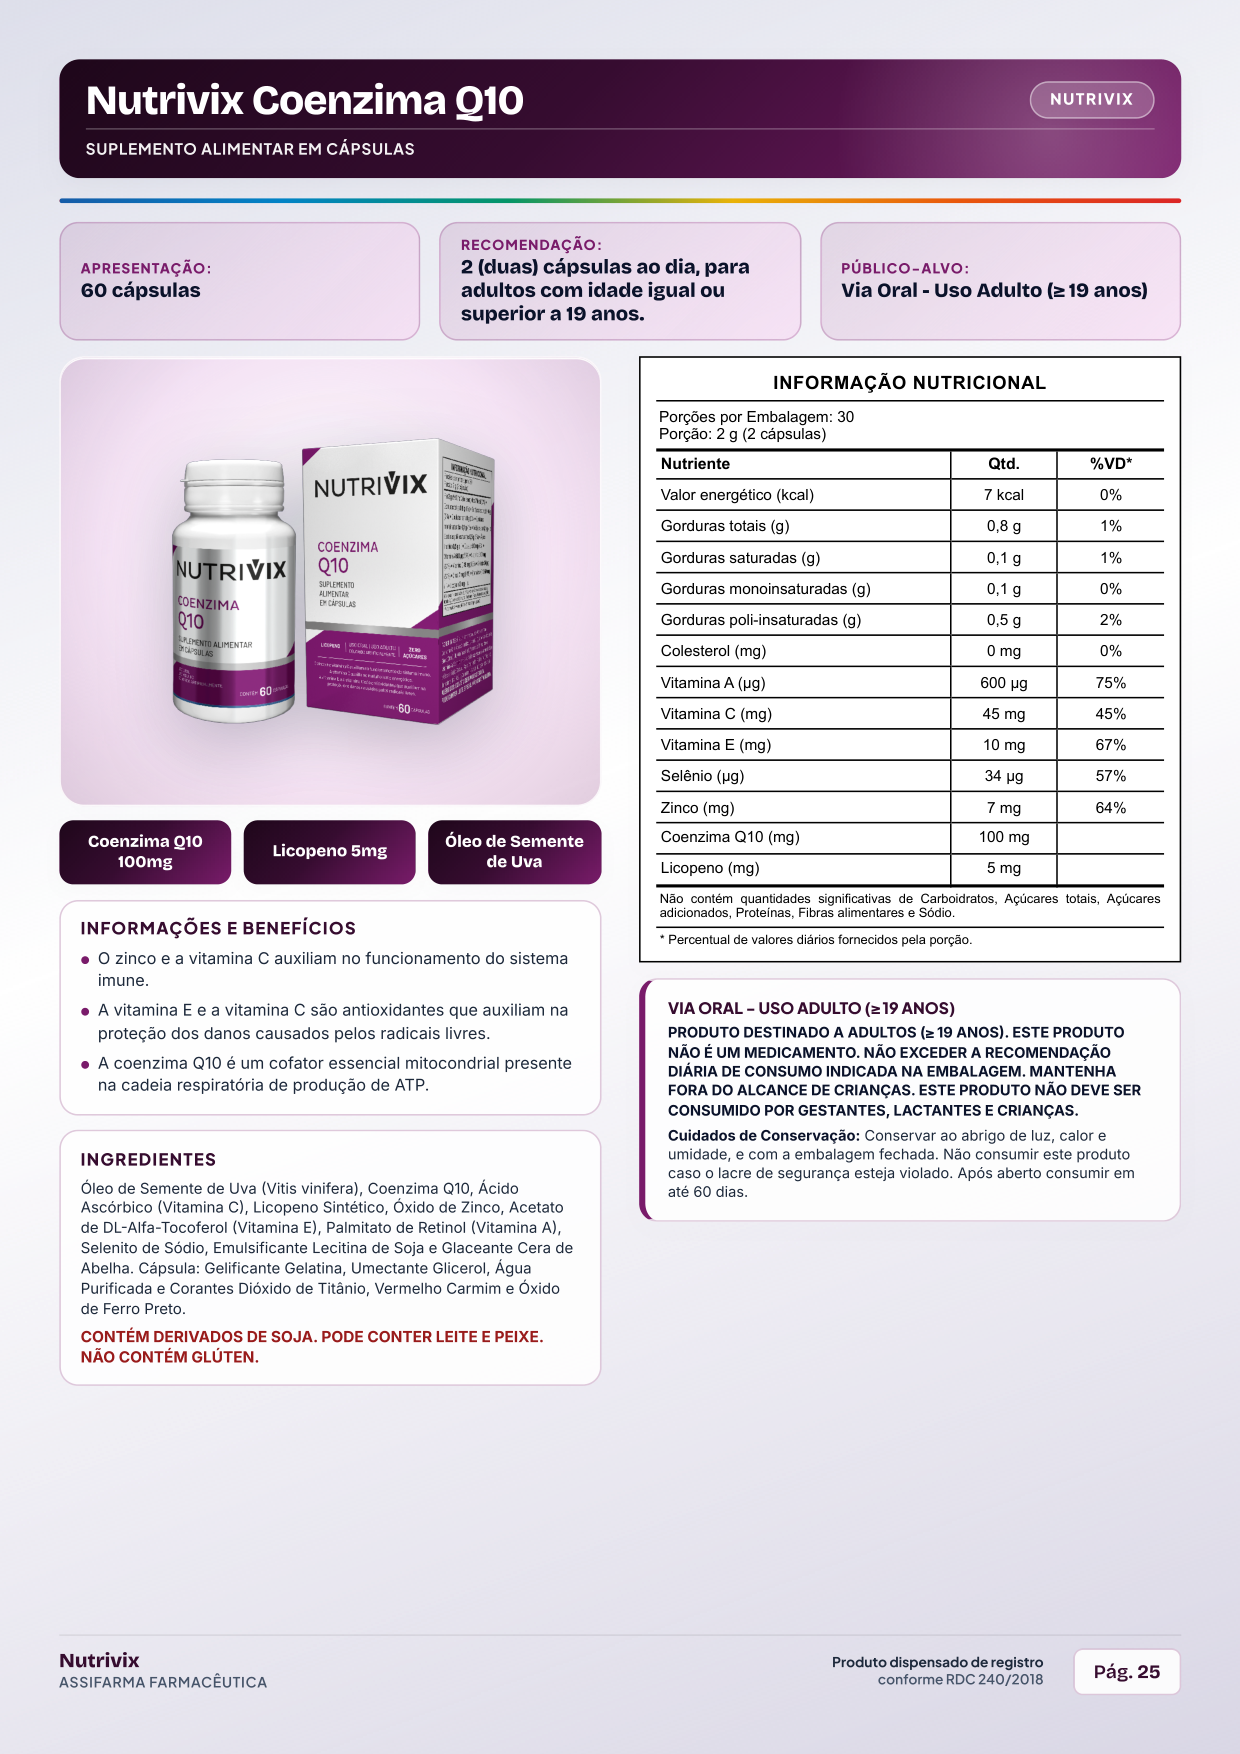 Nutrivix Coenzima Q10
NUTRIVIX
SUPLEMENTO ALIMENTAR EM CÁPSULAS
APRESENTAÇÃO:
60 cápsulas
RECOMENDAÇÃO:
2 (duas) cápsulas ao dia, para
adultos com idade igual ou
superior a 19 anos.
PÚBLICO-ALVO:
Via Oral - Uso Adulto (≥ 19 anos)
NUTRIVIX
COENZIMA
Q10
SUPLEMENTO ALIMENTAR
EM CÁPSULAS
CONTÉM 60 CÁPSULAS
NUTRIVIX
COENZIMA
Q10
SUPLEMENTO
ALIMENTAR
EM CÁPSULAS
LICOPENO
ZERO
AÇÚCARES
CONTÉM 60 CÁPSULAS
Coenzima Q10
100mg
Licopeno 5mg
Óleo de Semente
de Uva
INFORMAÇÕES E BENEFÍCIOS
● O zinco e a vitamina C auxiliam no funcionamento do sistema
imune.
● A vitamina E e a vitamina C são antioxidantes que auxiliam na
proteção dos danos causados pelos radicais livres.
● A coenzima Q10 é um cofator essencial mitocondrial presente
na cadeia respiratória de produção de ATP.
INGREDIENTES
Óleo de Semente de Uva (Vitis vinifera), Coenzima Q10, Ácido
Ascórbico (Vitamina C), Licopeno Sintético, Óxido de Zinco, Acetato
de DL-Alfa-Tocoferol (Vitamina E), Palmitato de Retinol (Vitamina A),
Selenito de Sódio, Emulsificante Lecitina de Soja e Glaceante Cera de
Abelha. Cápsula: Gelificante Gelatina, Umectante Glicerol, Água
Purificada e Corantes Dióxido de Titânio, Vermelho Carmim e Óxido
de Ferro Preto.
CONTÉM DERIVADOS DE SOJA. PODE CONTER LEITE E PEIXE.
NÃO CONTÉM GLÚTEN.
INFORMAÇÃO NUTRICIONAL
Porções por Embalagem: 30
Porção: 2 g (2 cápsulas)
Nutriente Qtd. %VD*
Valor energético (kcal) 7 kcal 0%
Gorduras totais (g) 0,8 g 1%
Gorduras saturadas (g) 0,1 g 1%
Gorduras monoinsaturadas (g) 0,1 g 0%
Gorduras poli-insaturadas (g) 0,5 g 2%
Colesterol (mg) 0 mg 0%
Vitamina A (µg) 600 µg 75%
Vitamina C (mg) 45 mg 45%
Vitamina E (mg) 10 mg 67%
Selênio (µg) 34 µg 57%
Zinco (mg) 7 mg 64%
Coenzima Q10 (mg) 100 mg
Licopeno (mg) 5 mg
Não contém quantidades significativas de Carboidratos, Açúcares totais, Açúcares
adicionados, Proteínas, Fibras alimentares e Sódio.
* Percentual de valores diários fornecidos pela porção.
VIA ORAL – USO ADULTO (≥ 19 ANOS)
PRODUTO DESTINADO A ADULTOS (≥ 19 ANOS). ESTE PRODUTO
NÃO É UM MEDICAMENTO. NÃO EXCEDER A RECOMENDAÇÃO
DIÁRIA DE CONSUMO INDICADA NA EMBALAGEM. MANTENHA
FORA DO ALCANCE DE CRIANÇAS. ESTE PRODUTO NÃO DEVE SER
CONSUMIDO POR GESTANTES, LACTANTES E CRIANÇAS.
Cuidados de Conservação: Conservar ao abrigo de luz, calor e
umidade, e com a embalagem fechada. Não consumir este produto
caso o lacre de segurança esteja violado. Após aberto consumir em
até 60 dias.
Nutrivix
ASSIFARMA FARMACÊUTICA
Produto dispensado de registro
conforme RDC 240/2018
Pág. 25